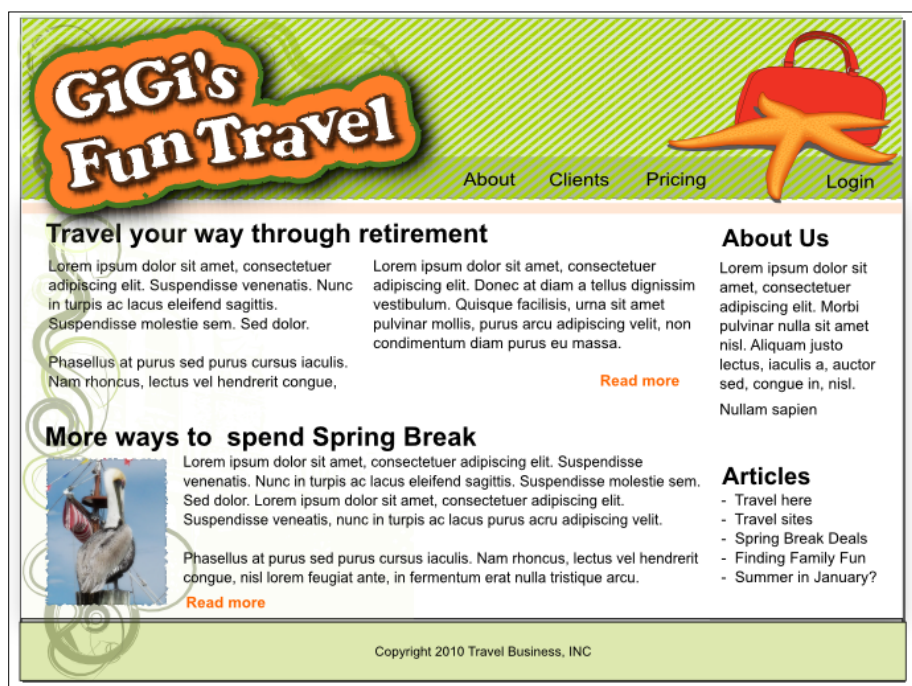 GiGi's
Fun Travel
About Clients Pricing Login
Travel your way through retirement
Lorem ipsum dolor sit amet, consectetuer
adipiscing elit. Suspendisse venenatis. Nunc
in turpis ac lacus eleifend sagittis.
Suspendisse molestie sem. Sed dolor.
Phasellus at purus sed purus cursus iaculis.
Nam rhoncus, lectus vel hendrerit congue,
Lorem ipsum dolor sit amet, consectetuer
adipiscing elit. Donec at diam a tellus dignissim
vestibulum. Quisque facilisis, urna sit amet
pulvinar mollis, purus arcu adipiscing velit, non
condimentum diam purus eu massa.
Read more
About Us
Lorem ipsum dolor sit
amet, consectetuer
adipiscing elit. Morbi
pulvinar nulla sit amet
nisl. Aliquam justo
lectus, iaculis a, auctor
sed, congue in, nisl.
Nullam sapien
More ways to  spend Spring Break
Lorem ipsum dolor sit amet, consectetuer adipiscing elit. Suspendisse
venenatis. Nunc in turpis ac lacus eleifend sagittis. Suspendisse molestie sem.
Sed dolor. Lorem ipsum dolor sit amet, consectetuer adipiscing elit.
Suspendisse veneatis, nunc in turpis ac lacus purus acru adipiscing velit.
Phasellus at purus sed purus cursus iaculis. Nam rhoncus, lectus vel hendrerit
congue, nisl lorem feugiat ante, in fermentum erat nulla tristique arcu.
Read more
Articles
- Travel here
- Travel sites
- Spring Break Deals
- Finding Family Fun
- Summer in January?
Copyright 2010 Travel Business, INC